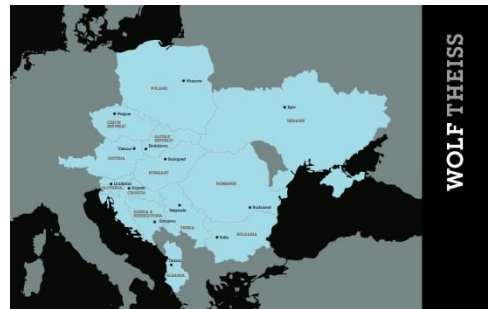 POLAND
Warsaw
Prague
CZECH
REPUBLIC
Kyiv
UKRAINE
SLOVAK
REPUBLIC
Vienna
Bratislava
AUSTRIA
Budapest
HUNGARY
Ljubljana
SLOVENIA
Zagreb
CROATIA
ROMANIA
BOSNIA &
HERZEGOVINA
Belgrade
Sarajevo
SERBIA
Bucharest
Sofia
BULGARIA
Tirana
ALBANIA
WOLF THEISS